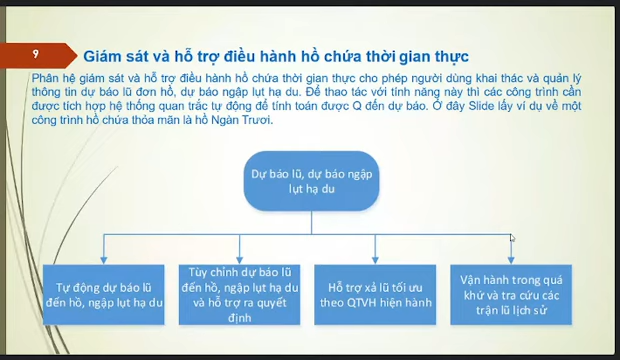 9
Giám sát và hỗ trợ điều hành hồ chứa thời gian thực
Phân hệ giám sát và hỗ trợ điều hành hồ chứa thời gian thực cho phép người dùng khai thác và quản lý
thông tin dự báo lũ đơn hồ, dự báo ngập lụt hạ du. Để thao tác với tính năng này thì các công trình cần
được tích hợp hệ thống quan trắc tự động để tính toán được Q đến dự báo. Ở đây Slide lấy ví dụ về một
công trình hồ chứa thỏa mãn là hồ Ngàn Trươi.
Dự báo lũ, dự báo ngập
lụt hạ du
Tự động dự báo lũ
đến hồ, ngập lụt hạ du
Tùy chỉnh dự báo lũ
đến hồ, ngập lụt hạ du
và hỗ trợ ra quyết
định
Hỗ trợ xả lũ tối ưu
theo QTVH hiện hành
Vận hành trong quá
khứ và tra cứu các
trận lũ lịch sử